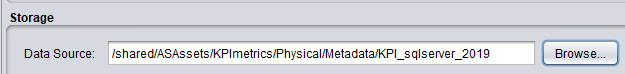 Storage
Data Source: /shared/ASAssets/KPImetrics/Physical/Metadata/KPI_sqlserver_2019 Browse...